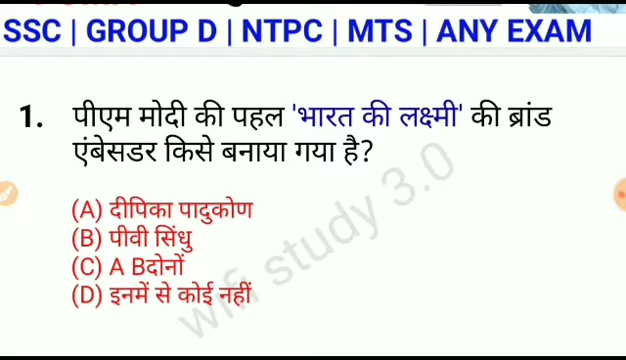 SSC | GROUP D | NTPC | MTS | ANY EXAM
1. पीएम मोदी की पहल 'भारत की लक्ष्मी' की ब्रांड
एंबेसडर किसे बनाया गया है?
(A) दीपिका पादुकोण
(B) पीवी सिंधु
(C) A Bदोनों
(D) इनमें से कोई नहीं
wifi study 3.0